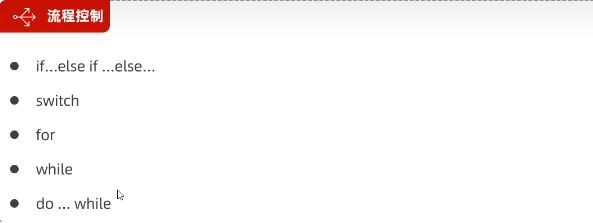 流程控制
if...else if ...else...
switch
for
while
do ... while